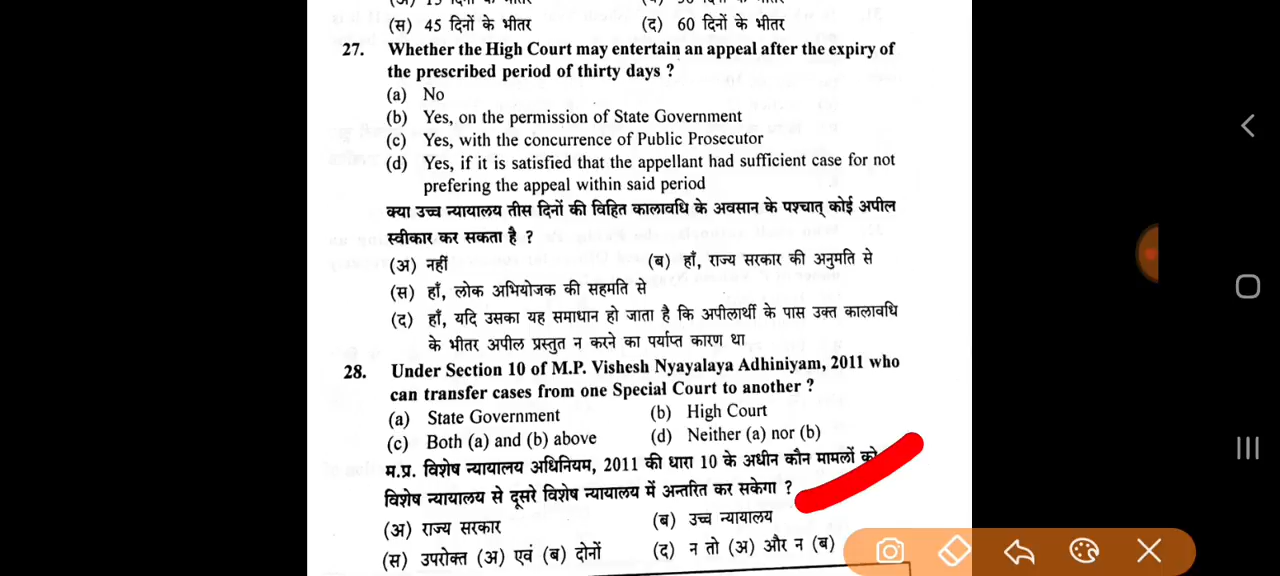 (अ) 15 दिनों के भीतर
(स) 45 दिनों के भीतर (द) 60 दिनों के भीतर
27. Whether the High Court may entertain an appeal after the expiry of
the prescribed period of thirty days ?
(a) No
(b) Yes, on the permission of State Government
(c) Yes, with the concurrence of Public Prosecutor
(d) Yes, if it is satisfied that the appellant had sufficient case for not
prefering the appeal within said period
क्या उच्च न्यायालय तीस दिनों की विहित कालावधि के अवसान के पश्चात् कोई अपील
स्वीकार कर सकता है ?
(अ) नहीं (ब) हाँ, राज्य सरकार की अनुमति से
(स) हाँ, लोक अभियोजक की सहमति से
(द) हाँ, यदि उसका यह समाधान हो जाता है कि अपीलार्थी के पास उक्त कालावधि
के भीतर अपील प्रस्तुत न करने का पर्याप्त कारण था
28. Under Section 10 of M.P. Vishesh Nyayalaya Adhiniyam, 2011 who
can transfer cases from one Special Court to another ?
(a) State Government (b) High Court
(c) Both (a) and (b) above (d) Neither (a) nor (b)
म.प्र. विशेष न्यायालय अधिनियम, 2011 की धारा 10 के अधीन कौन मामलों को
विशेष न्यायालय से दूसरे विशेष न्यायालय में अन्तरित कर सकेगा ?
(अ) राज्य सरकार (ब) उच्च न्यायालय
(स) उपरोक्त (अ) एवं (ब) दोनों (द) न तो (अ) और न (ब)